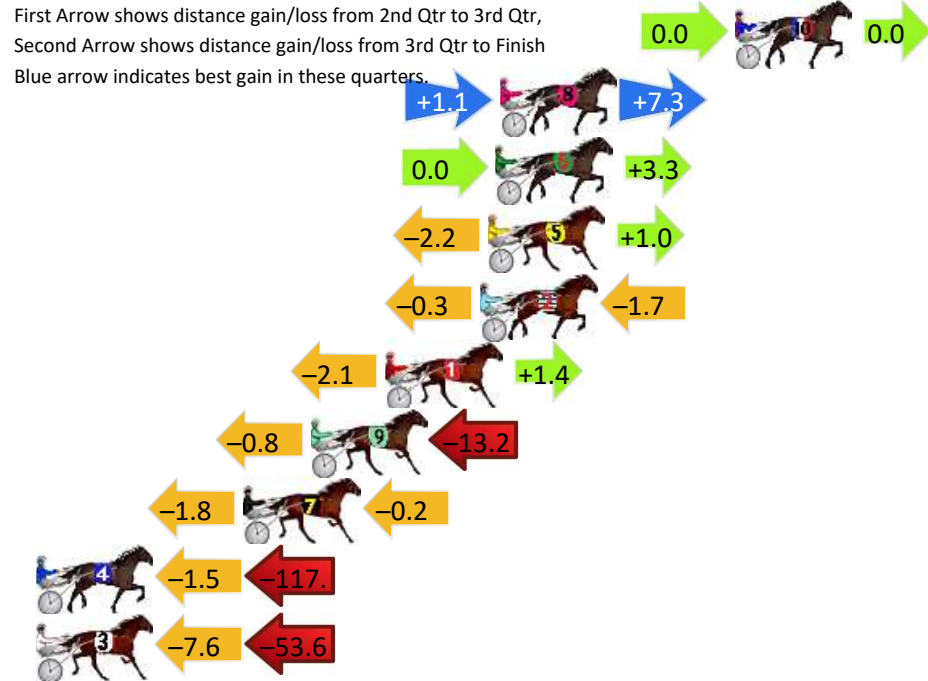 First Arrow shows distance gain/loss from 2nd Qtr to 3rd Qtr,
Second Arrow shows distance gain/loss from 3rd Qtr to Finish
Blue arrow indicates best gain in these quarters.
0.0 10 0.0
+1.1 8 +7.3
0.0 6 +3.3
–2.2 5 +1.0
–0.3 2 –1.7
–2.1 1 +1.4
–0.8 9 –13.2
–1.8 7 –0.2
4 –1.5 –117.
3 –7.6 –53.6